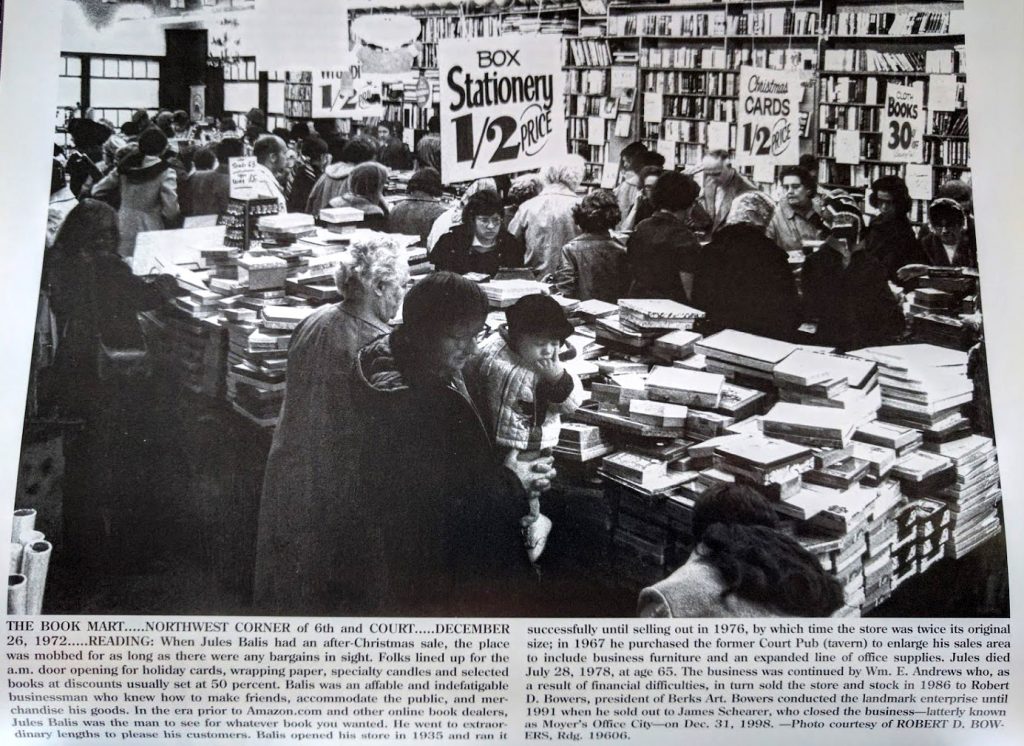 BOX
Stationery
1/2 PRICE
1/2
Christmas
CARDS
1/2 PRICE
CLOTH
BOOKS
30%
THE BOOK MART.....NORTHWEST CORNER of 6th and COURT.....DECEMBER
26, 1972.....READING: When Jules Balis had an after-Christmas sale, the place
was mobbed for as long as there were any bargains in sight. Folks lined up for the
a.m. door opening for holiday cards, wrapping paper, specialty candles and selected
books at discounts usually set at 50 percent. Balis was an affable and indefatigable
businessman who knew how to make friends, accommodate the public, and mer-
chandise his goods. In the era prior to Amazon.com and other online book dealers,
Jules Balis was the man to see for whatever book you wanted. He went to extraor-
dinary lengths to please his customers. Balis opened his store in 1935 and ran it
successfully until selling out in 1976, by which time the store was twice its original
size; in 1967 he purchased the former Court Pub (tavern) to enlarge his sales area
to include business furniture and an expanded line of office supplies. Jules died
July 28, 1978, at age 65. The business was continued by Wm. E. Andrews who, as
a result of financial difficulties, in turn sold the store and stock in 1986 to Robert
D. Bowers, president of Berks Art. Bowers conducted the landmark enterprise until
1991 when he sold out to James Schearer, who closed the business—latterly known
as Moyer's Office City—on Dec. 31, 1998. —Photo courtesy of ROBERT D. BOW-
ERS, Rdg. 19606.